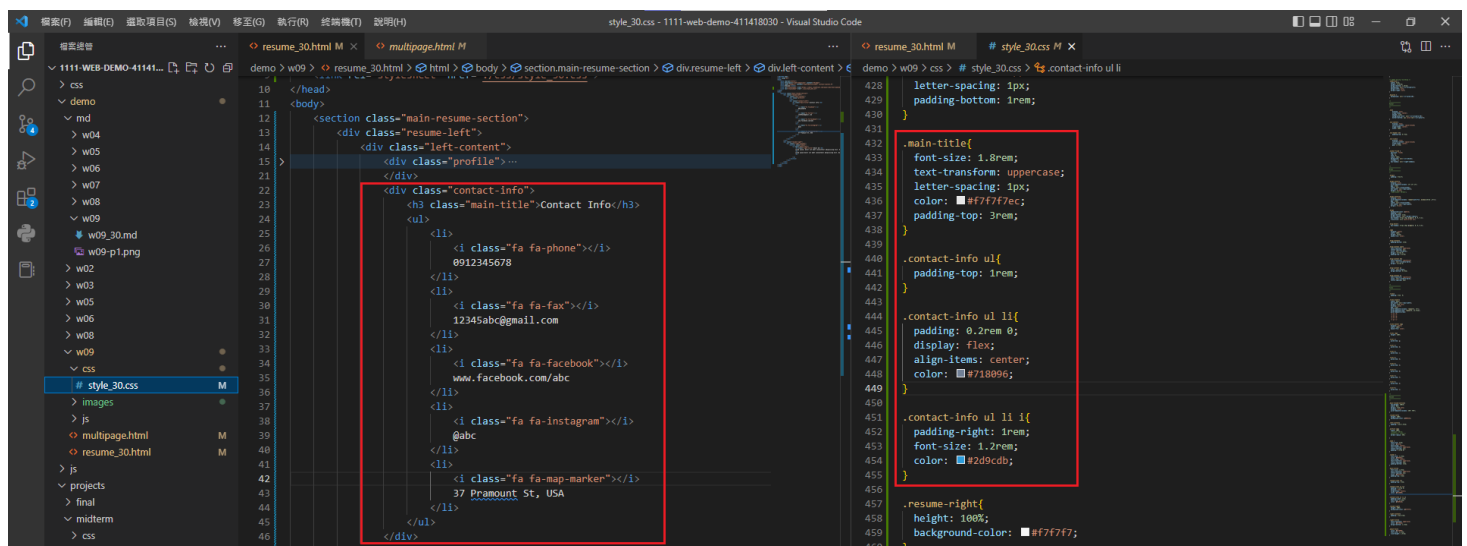 檔案(F) 編輯(E) 選取項目(S) 檢視(V) 移至(G) 執行(R) 終端機(T) 說明(H)
style_30.css - 1111-web-demo-411418030 - Visual Studio Code
檔案總管
1111-WEB-DEMO-41141...
css
demo
md
w04
w05
w06
w07
w08
w09
w09_30.md
w09-p1.png
w02
w03
w05
w06
w08
w09
css
# style_30.css M
images
js
multipage.html M
resume_30.html M
js
projects
final
midterm
css
4
2
resume_30.html M
multipage.html M
demo > w09 > resume_30.html > html > body > section.main-resume-section > div.resume-left > div.left-content >
10 </head>
11 <body>
12 <section class="main-resume-section">
13 <div class="resume-left">
14 <div class="left-content">
15 <div class="profile">…
21 </div>
22 <div class="contact-info">
23 <h3 class="main-title">Contact Info</h3>
24 <ul>
25 <li>
26 <i class="fa fa-phone"></i>
27 0912345678
28 </li>
29 <li>
30 <i class="fa fa-fax"></i>
31 12345abc@gmail.com
32 </li>
33 <li>
34 <i class="fa fa-facebook"></i>
35 www.facebook.com/abc
36 </li>
37 <li>
38 <i class="fa fa-instagram"></i>
39 @abc
40 </li>
41 <li>
42 <i class="fa fa-map-marker"></i>
43 37 Pramount St, USA
44 </li>
45 </ul>
46 </div>
resume_30.html M
# style_30.css M
demo > w09 > css > # style_30.css > .contact-info ul li
428 letter-spacing: 1px;
429 padding-bottom: 1rem;
430 }
431
432 .main-title{
433 font-size: 1.8rem;
434 text-transform: uppercase;
435 letter-spacing: 1px;
436 color: #f7f7f7ec;
437 padding-top: 3rem;
438 }
439
440 .contact-info ul{
441 padding-top: 1rem;
442 }
443
444 .contact-info ul li{
445 padding: 0.2rem 0;
446 display: flex;
447 align-items: center;
448 color: #718096;
449 }
450
451 .contact-info ul li i{
452 padding-right: 1rem;
453 font-size: 1.2rem;
454 color: #2d9cdb;
455 }
456
457 .resume-right{
458 height: 100%;
459 background-color: #f7f7f7;